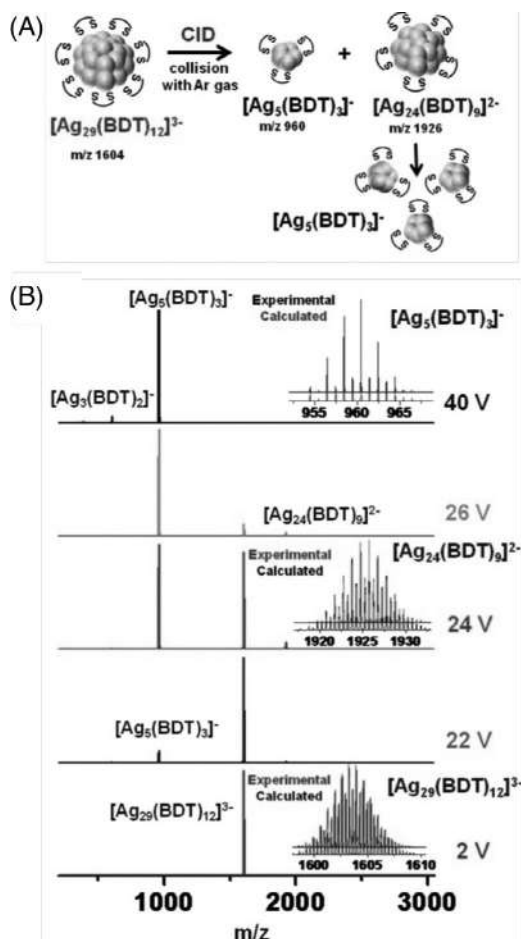 (A)
CID
collision
with Ar gas
+
[Ag29(BDT)12]3-
m/z 1604
[Ag5(BDT)3]-
m/z 960
[Ag24(BDT)9]2-
m/z 1926
[Ag5(BDT)3]-
(B)
[Ag5(BDT)3]-
Experimental
Calculated
[Ag5(BDT)3]-
[Ag3(BDT)2]-
955 960 965
40 V
[Ag24(BDT)9]2-
26 V
Experimental
Calculated
[Ag24(BDT)9]2-
1920 1925 1930
24 V
[Ag5(BDT)3]-
22 V
[Ag29(BDT)12]3-
Experimental
Calculated
[Ag29(BDT)12]3-
1600 1605 1610
2 V
1000 2000 3000
m/z